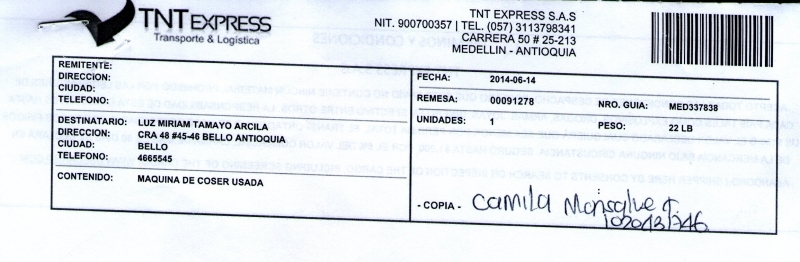 TNT EXPRESS
Transporte & Logística
TNT EXPRESS S.A.S
NIT. 900700357 | TEL. (057) 3113798341
CARRERA 50 # 25-213
MEDELLIN - ANTIOQUIA
REMITENTE:
DIRECCION:
CIUDAD:
TELEFONO:
DESTINATARIO: LUZ MIRIAM TAMAYO ARCILA
DIRECCION: CRA 48 #45-46 BELLO ANTIOQUIA
CIUDAD: BELLO
TELEFONO: 4665545
CONTENIDO: MAQUINA DE COSER USADA
FECHA: 2014-06-14
REMESA: 00091278 NRO. GUIA: MED337838
UNIDADES: 1 PESO: 22 LB
- COPIA - Camila Monsalve